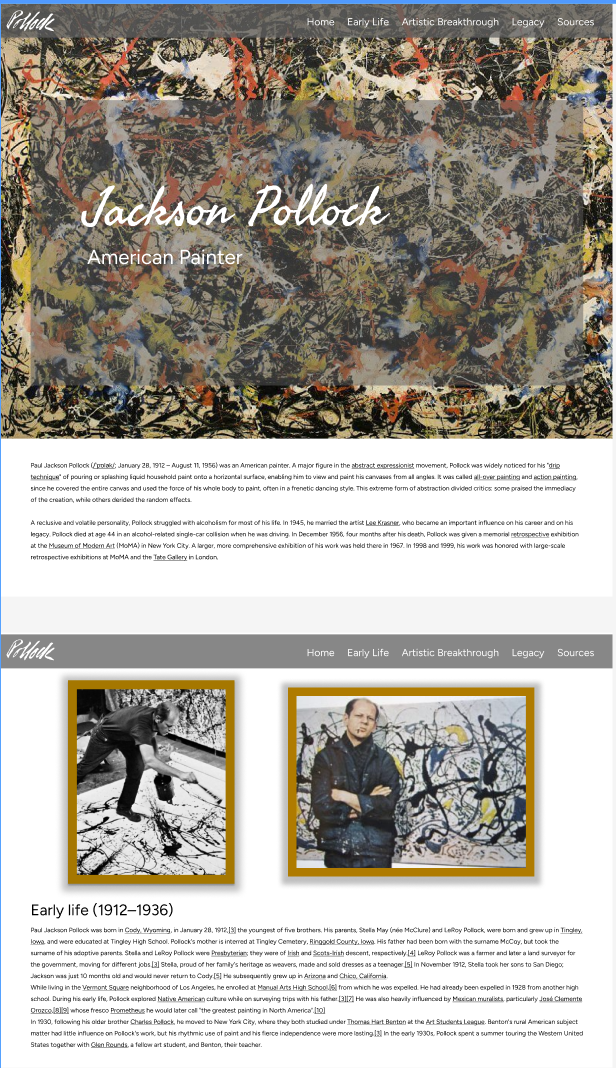 Pollock
Home Early Life Artistic Breakthrough Legacy Sources
Jackson Pollock
American Painter
Paul Jackson Pollock (/ˈpɒlək/; January 28, 1912 – August 11, 1956) was an American painter. A major figure in the abstract expressionist movement, Pollock was widely noticed for his "drip
technique" of pouring or splashing liquid household paint onto a horizontal surface, enabling him to view and paint his canvases from all angles. It was called all-over painting and action painting,
since he covered the entire canvas and used the force of his whole body to paint, often in a frenetic dancing style. This extreme form of abstraction divided critics: some praised the immediacy
of the creation, while others derided the random effects.
A reclusive and volatile personality, Pollock struggled with alcoholism for most of his life. In 1945, he married the artist Lee Krasner, who became an important influence on his career and on his
legacy. Pollock died at age 44 in an alcohol-related single-car collision when he was driving. In December 1956, four months after his death, Pollock was given a memorial retrospective exhibition
at the Museum of Modern Art (MoMA) in New York City. A larger, more comprehensive exhibition of his work was held there in 1967. In 1998 and 1999, his work was honored with large-scale
retrospective exhibitions at MoMA and the Tate Gallery in London.
Pollock
Home Early Life Artistic Breakthrough Legacy Sources
Early life (1912–1936)
Paul Jackson Pollock was born in Cody, Wyoming, in January 28, 1912,[3] the youngest of five brothers. His parents, Stella May (née McClure) and LeRoy Pollock, were born and grew up in Tingley,
Iowa, and were educated at Tingley High School. Pollock's mother is interred at Tingley Cemetery, Ringgold County, Iowa. His father had been born with the surname McCoy, but took the
surname of his adoptive parents. Stella and LeRoy Pollock were Presbyterian; they were of Irish and Scots-Irish descent, respectively.[4] LeRoy Pollock was a farmer and later a land surveyor for
the government, moving for different jobs.[3] Stella, proud of her family's heritage as weavers, made and sold dresses as a teenager.[5] In November 1912, Stella took her sons to San Diego;
Jackson was just 10 months old and would never return to Cody.[5] He subsequently grew up in Arizona and Chico, California.
While living in the Vermont Square neighborhood of Los Angeles, he enrolled at Manual Arts High School,[6] from which he was expelled. He had already been expelled in 1928 from another high
school. During his early life, Pollock explored Native American culture while on surveying trips with his father.[3][7] He was also heavily influenced by Mexican muralists, particularly José Clemente
Orozco,[8][9] whose fresco Prometheus he would later call "the greatest painting in North America".[10]
In 1930, following his older brother Charles Pollock, he moved to New York City, where they both studied under Thomas Hart Benton at the Art Students League. Benton's rural American subject
matter had little influence on Pollock's work, but his rhythmic use of paint and his fierce independence were more lasting.[3] In the early 1930s, Pollock spent a summer touring the Western United
States together with Glen Rounds, a fellow art student, and Benton, their teacher.